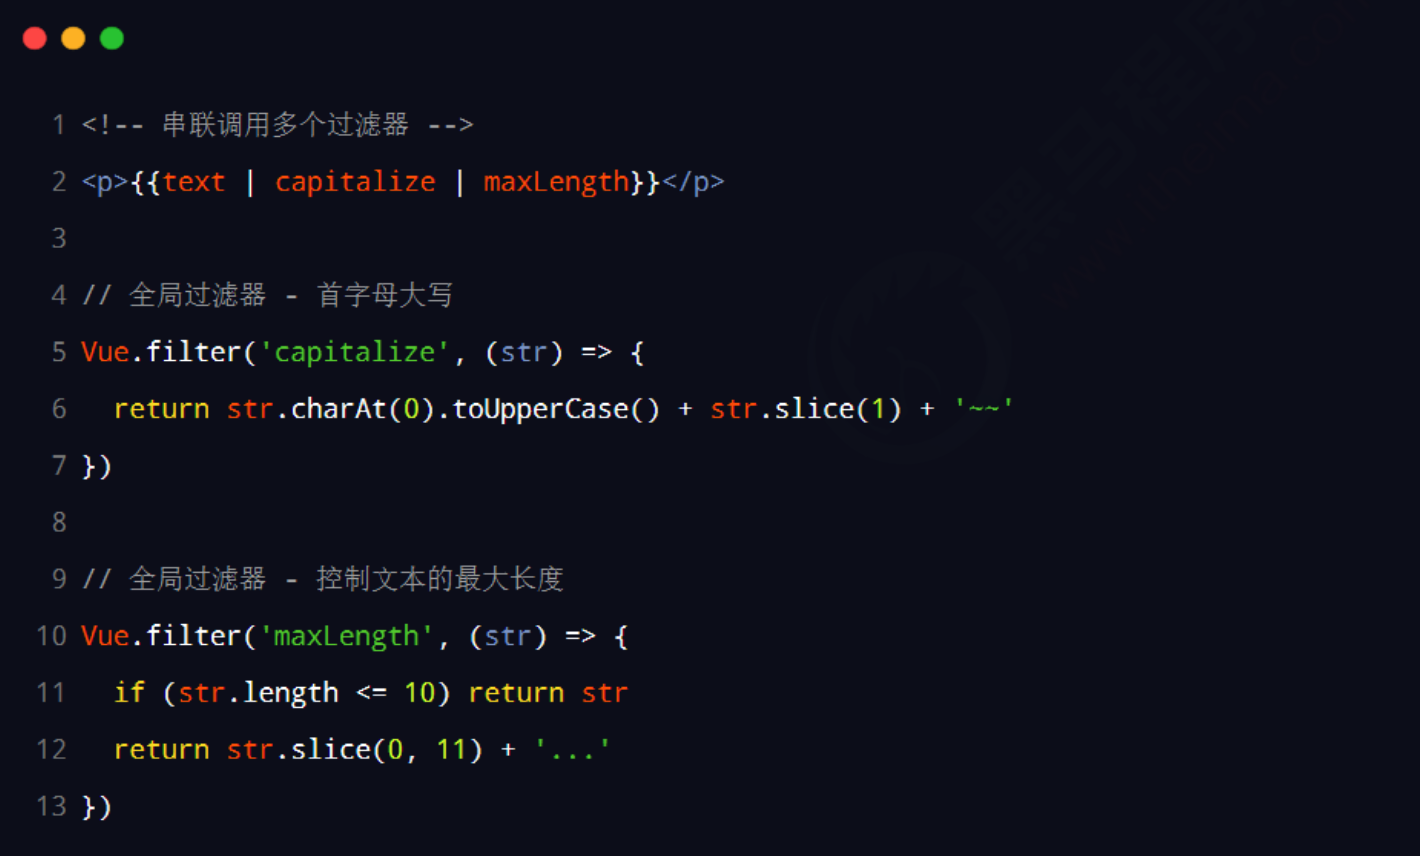 1 <!-- 串联调用多个过滤器 -->
2 <p>{{text | capitalize | maxLength}}</p>
3
4 // 全局过滤器 - 首字母大写
5 Vue.filter('capitalize', (str) => {
6   return str.charAt(0).toUpperCase() + str.slice(1) + '~~'
7 })
8
9 // 全局过滤器 - 控制文本的最大长度
10 Vue.filter('maxLength', (str) => {
11   if (str.length <= 10) return str
12   return str.slice(0, 11) + '...'
13 })
黑马程序